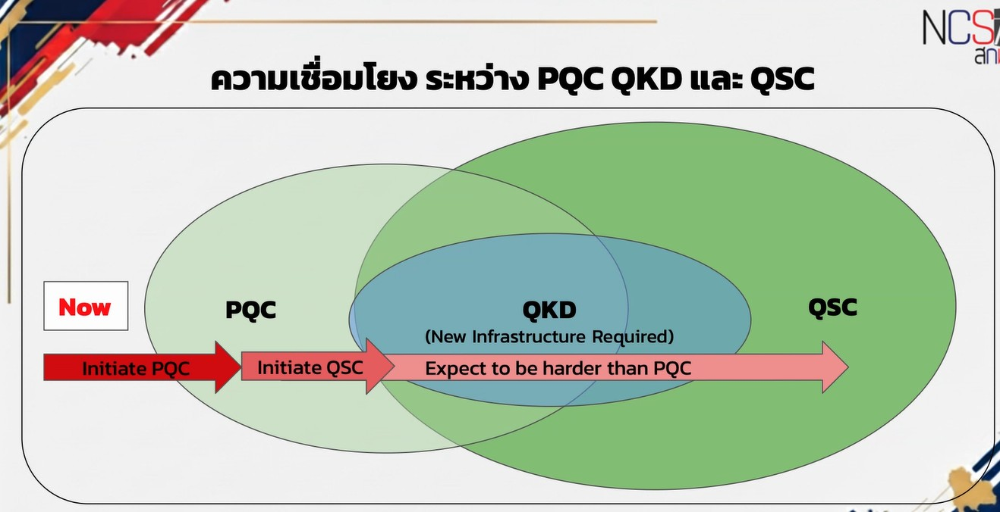 NCS
สก
ความเชื่อมโยง ระหว่าง PQC QKD และ QSC
Now
PQC
QKD
QSC
(New Infrastructure Required)
Initiate PQC
Initiate QSC
Expect to be harder than PQC